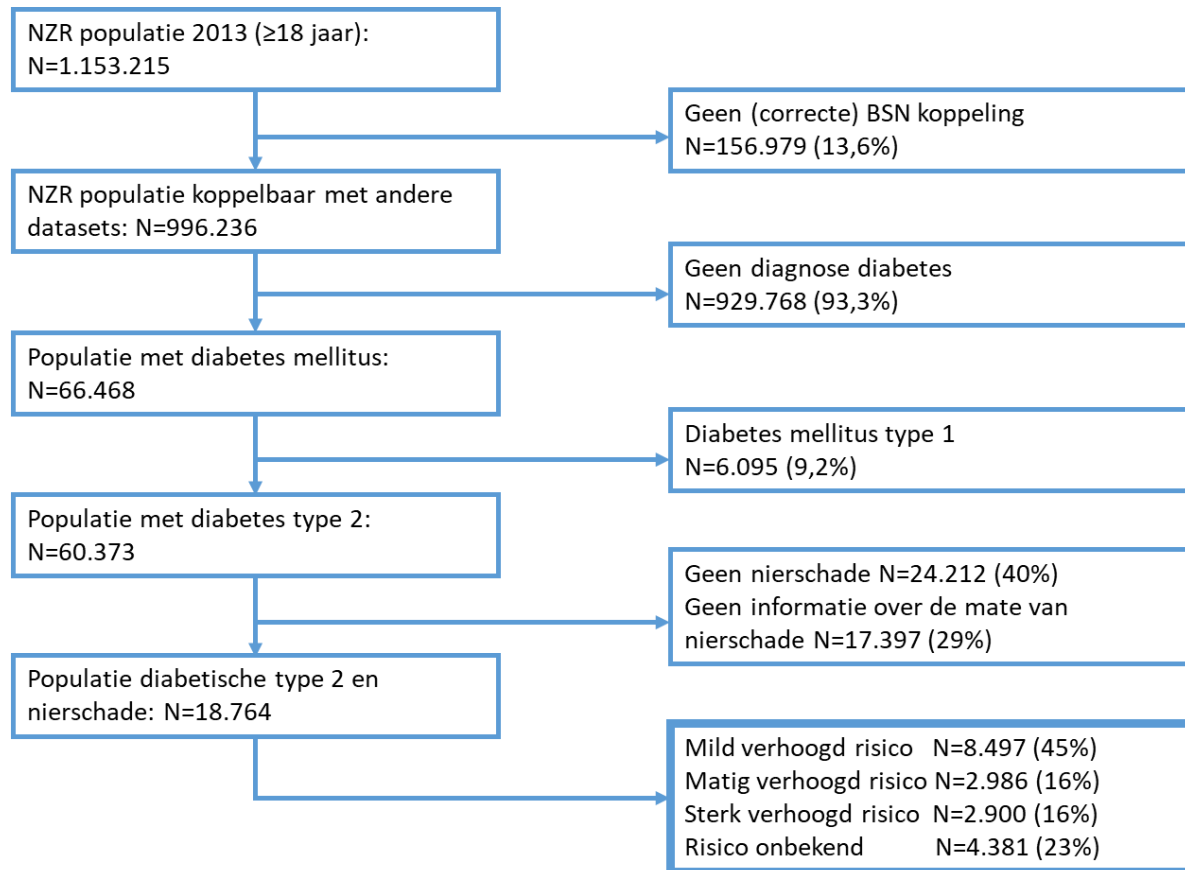 NZR populatie 2013 (≥18 jaar):
N=1.153.215
Geen (correcte) BSN koppeling
N=156.979 (13,6%)
NZR populatie koppelbaar met andere
datasets: N=996.236
Geen diagnose diabetes
N=929.768 (93,3%)
Populatie met diabetes mellitus:
N=66.468
Diabetes mellitus type 1
N=6.095 (9,2%)
Populatie met diabetes type 2:
N=60.373
Geen nierschade N=24.212 (40%)
Geen informatie over de mate van
nierschade N=17.397 (29%)
Populatie diabetische type 2 en
nierschade: N=18.764
Mild verhoogd risico N=8.497 (45%)
Matig verhoogd risico N=2.986 (16%)
Sterk verhoogd risico N=2.900 (16%)
Risico onbekend N=4.381 (23%)